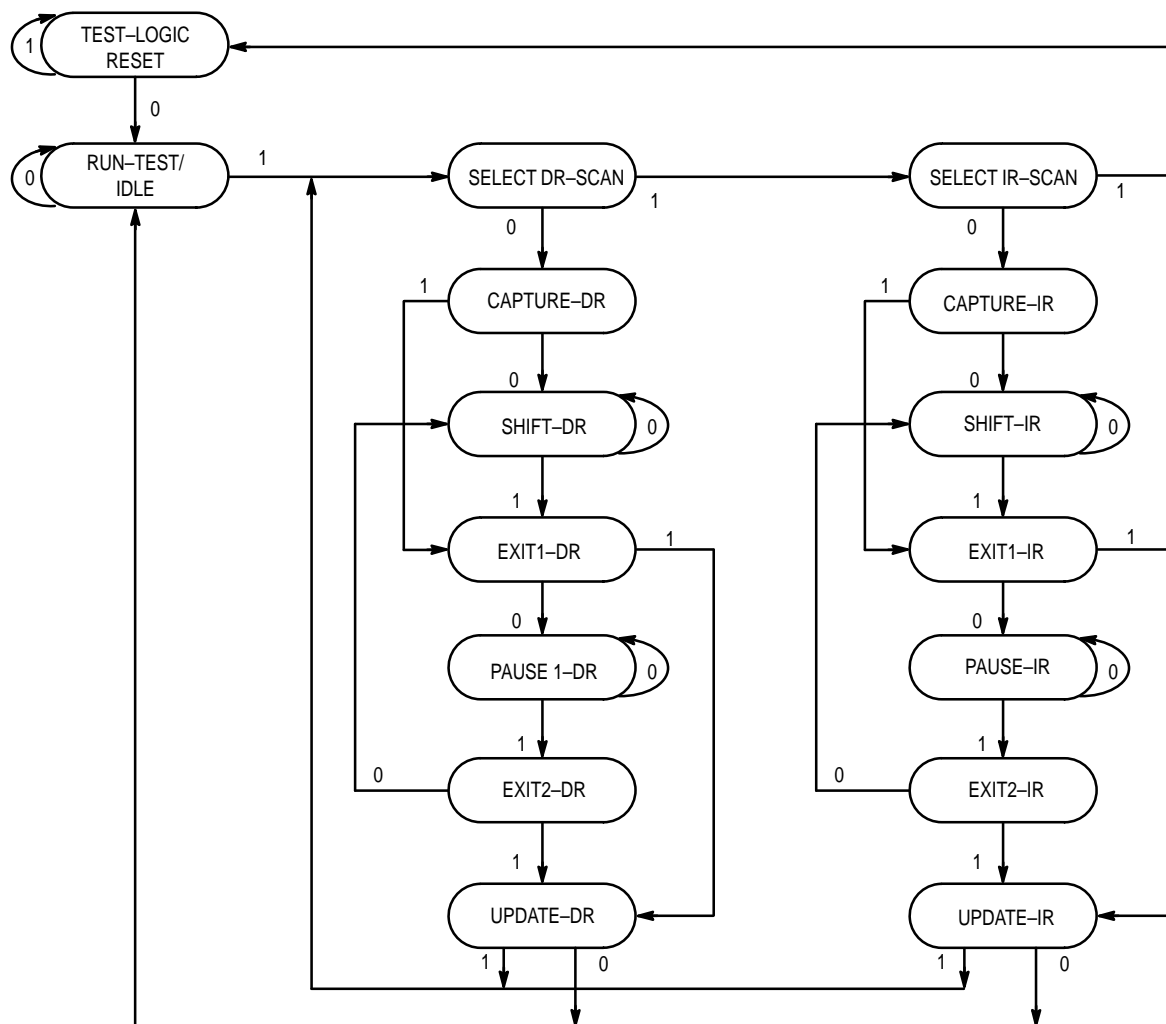 TEST–LOGIC
RESET
1
0
RUN–TEST/
IDLE
0
1
SELECT DR–SCAN
1
SELECT IR–SCAN
1
0
0
1
CAPTURE–DR
1
CAPTURE–IR
0
0
SHIFT–DR
0
SHIFT–IR
0
1
1
EXIT1–DR
1
EXIT1–IR
1
0
0
PAUSE 1–DR
0
PAUSE–IR
0
1
1
0
EXIT2–DR
0
EXIT2–IR
1
1
UPDATE–DR
UPDATE–IR
1
0
1
0